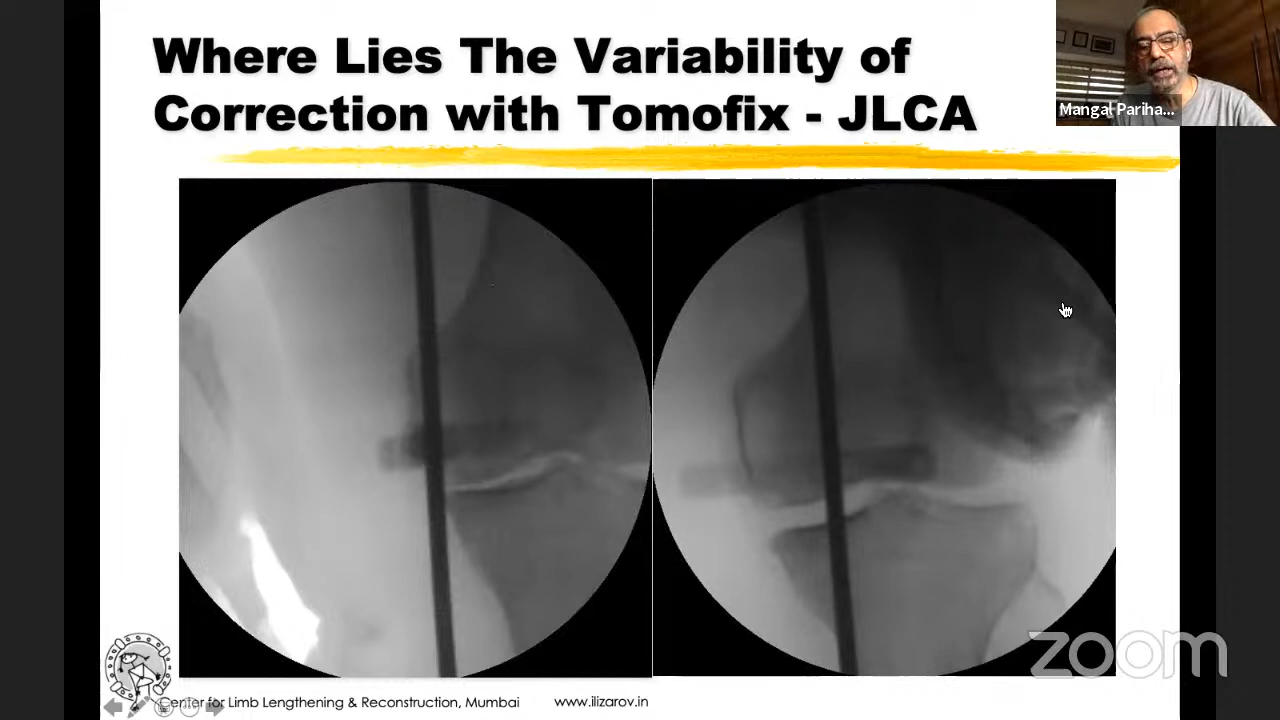 Where Lies The Variability of
Correction with Tomofix - JLCA
Mangal Pariha...
zoom
Center for Limb Lengthening & Reconstruction, Mumbai
www.ilizarov.in